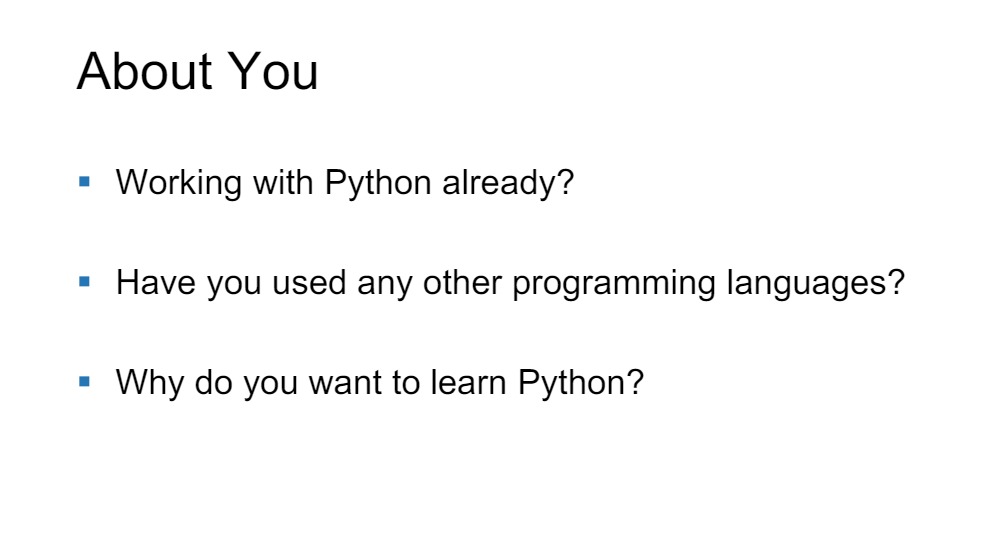 About You
▪ Working with Python already?
▪ Have you used any other programming languages?
▪ Why do you want to learn Python?